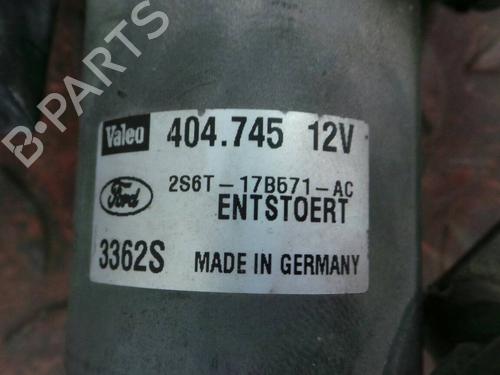 B-PARTS
Valeo 404.745 12V
Ford 2S6T-17B571-AC
ENTSTOERT
3362S MADE IN GERMANY